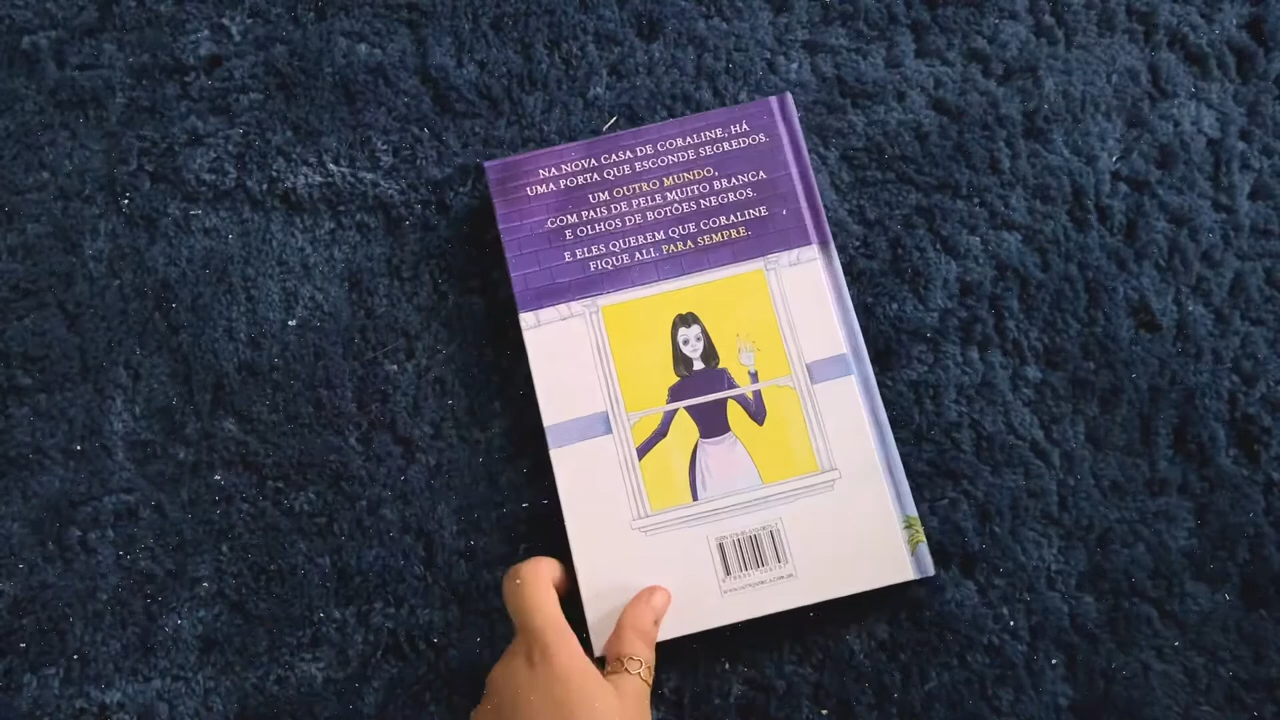 NA NOVA CASA DE CORALINE, HÁ
UMA PORTA QUE ESCONDE SEGREDOS.
UM OUTRO MUNDO,
COM PAIS DE PELE MUITO BRANCA
E OLHOS DE BOTÕES NEGROS.
E ELES QUEREM QUE CORALINE
FIQUE ALI. PARA SEMPRE.